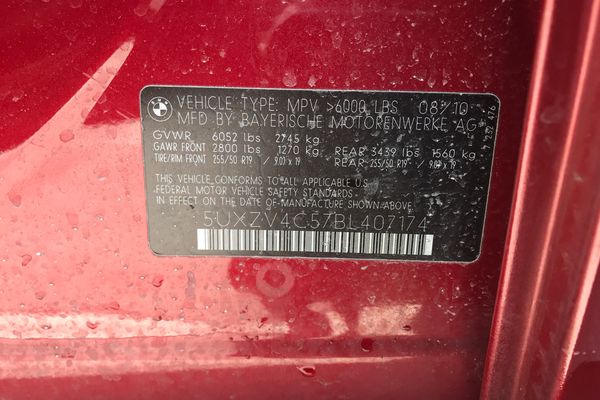 VEHICLE TYPE: MPV >6000 LBS 08/10
MFD BY BAYERISCHE MOTORENWERKE AG
GVWR 6052 lbs 2745 kg
GAWR FRONT 2800 lbs 1270 kg REAR 3439 lbs 1560 kg
TIRE/RIM FRONT 255/50 R19 / 9.0J x 19 REAR 255/50 R19 / 9.0J x 19
THIS VEHICLE CONFORMS TO ALL APPLICABLE U.S.
FEDERAL MOTOR VEHICLE SAFETY STANDARDS
IN EFFECT ON THE DATE OF MANUFACTURE SHOWN ABOVE.
5UXZV4C57BL407174